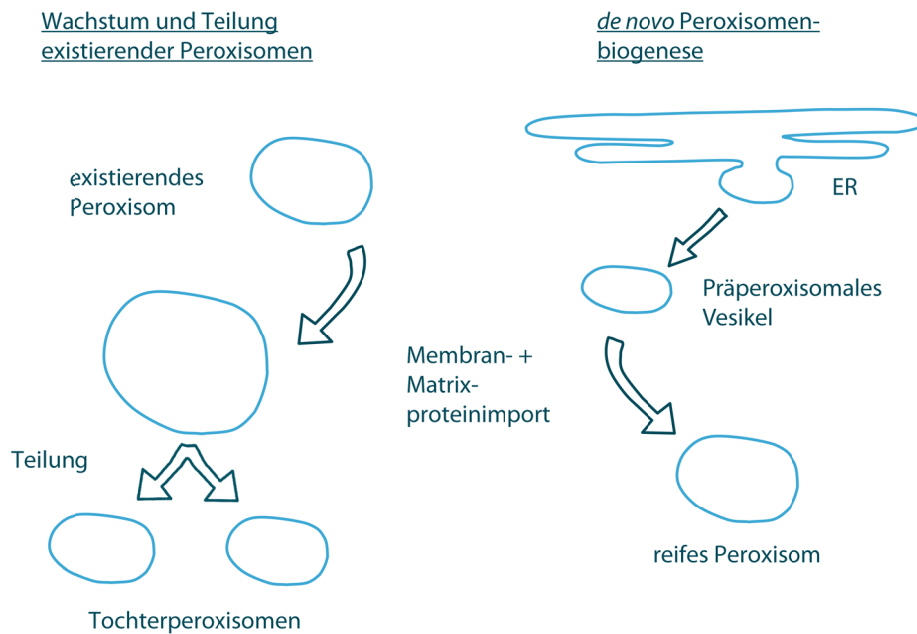 Wachstum und Teilung
existierender Peroxisomen
de novo Peroxisomen-
biogenese
existierendes
Peroxisom
ER
Präperoxisomales
Vesikel
Membran- +
Matrix-
proteinimport
Teilung
reifes Peroxisom
Tochterperoxisomen